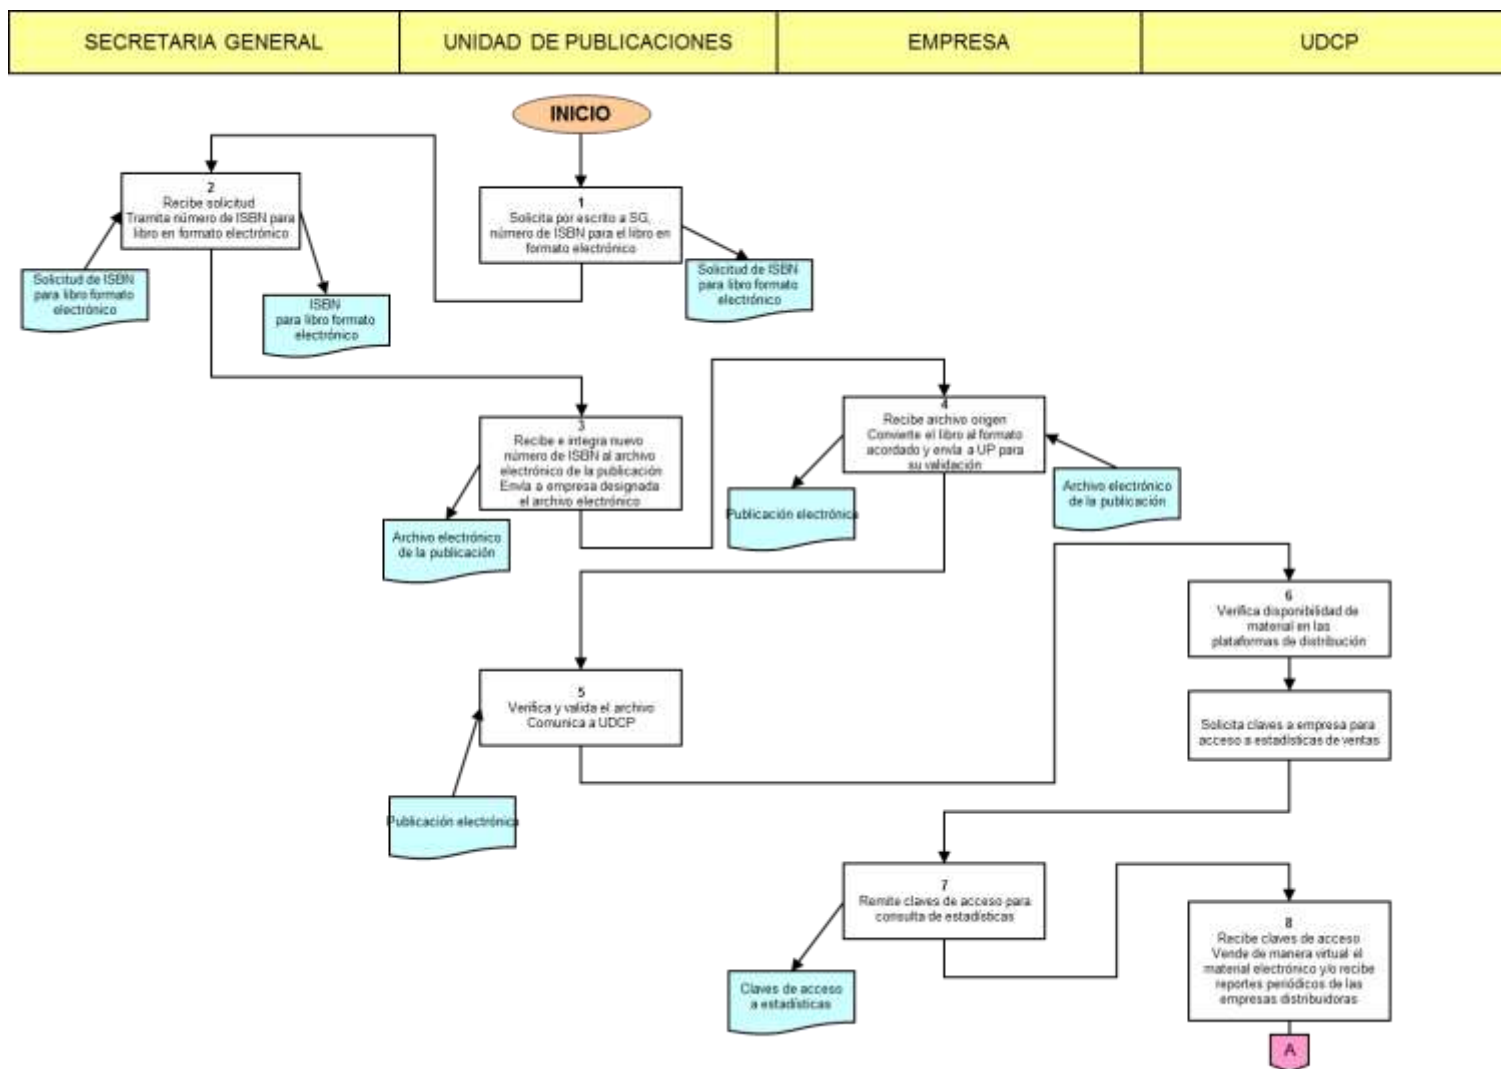 SECRETARIA GENERAL
UNIDAD DE PUBLICACIONES
EMPRESA
UDCP
INICIO
2
Recibe solicitud
Tramita número de ISBN para
libro en formato electrónico
1
Solicita por escrito a SG,
número de ISBN para el libro en
formato electrónico
Solicitud de ISBN
para libro formato
electrónico
ISBN
para libro formato
electrónico
Solicitud de ISBN
para libro formato
electrónico
3
Recibe e integra nuevo
número de ISBN al archivo
electrónico de la publicación
Envía a empresa designada
el archivo electrónico
4
Recibe archivo origen
Convierte el libro al formato
acordado y envía a UP para
su validación
Archivo electrónico
de la publicación
Publicación electrónica
Archivo electrónico
de la publicación
6
Verifica disponibilidad de
material en las
plataformas de distribución
5
Verifica y valida el archivo
Comunica a UDCP
Solicita claves a empresa para
acceso a estadísticas de ventas
Publicación electrónica
7
Remite claves de acceso para
consulta de estadísticas
8
Recibe claves de acceso
Vende de manera virtual el
material electrónico y/o recibe
reportes periódicos de las
empresas distribuidoras
Claves de acceso
a estadísticas
A